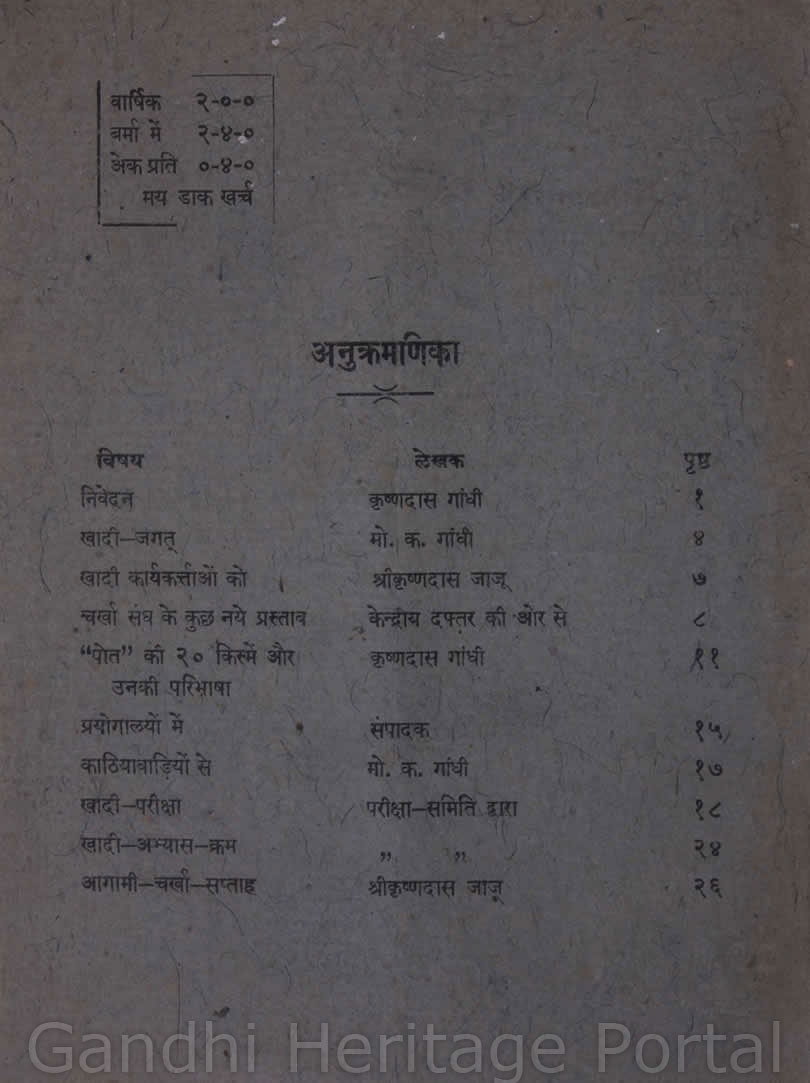 वार्षिक २-०-०
बर्मा में २-४-०
अेक प्रति ०-४-०
मय डाक खर्च
अनुक्रमणिका
विषय लेखक पृष्ठ
निवेदन कृष्णदास गांधी १
खादी—जगत् मो. क. गांधी ४
खादी कार्यकर्त्ताओं को श्रीकृष्णदास जाजू ७
चर्खा संघ के कुछ नये प्रस्ताव केन्द्रीय दफ्तर की ओर से ८
“पोत” की २० किस्में और कृष्णदास गांधी ११
उनकी परिभाषा
प्रयोगालयों में संपादक १५
काठियावाड़ियों से मो. क. गांधी १७
खादी—परीक्षा परीक्षा—समिति द्वारा १८
खादी—अभ्यास—क्रम ,, ,, २४
आगामी—चर्खा—सप्ताह श्रीकृष्णदास जाजू २६
Gandhi Heritage Portal